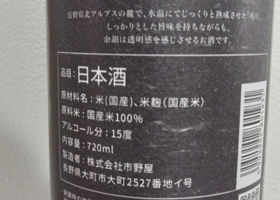 長野県北アルプスの麓で、氷温にてじっくりと熟成させた
しっかりとした旨味を持ちながらも、
余韻は透明感を感じさせるお酒です。
品目：日本酒
原材料名：米（国産）、米麹（国産米）
原料米：国産米100％
アルコール分：15度
内容量：720ml
製造者：株式会社市野屋
長野県大町市大町2527番地イ号